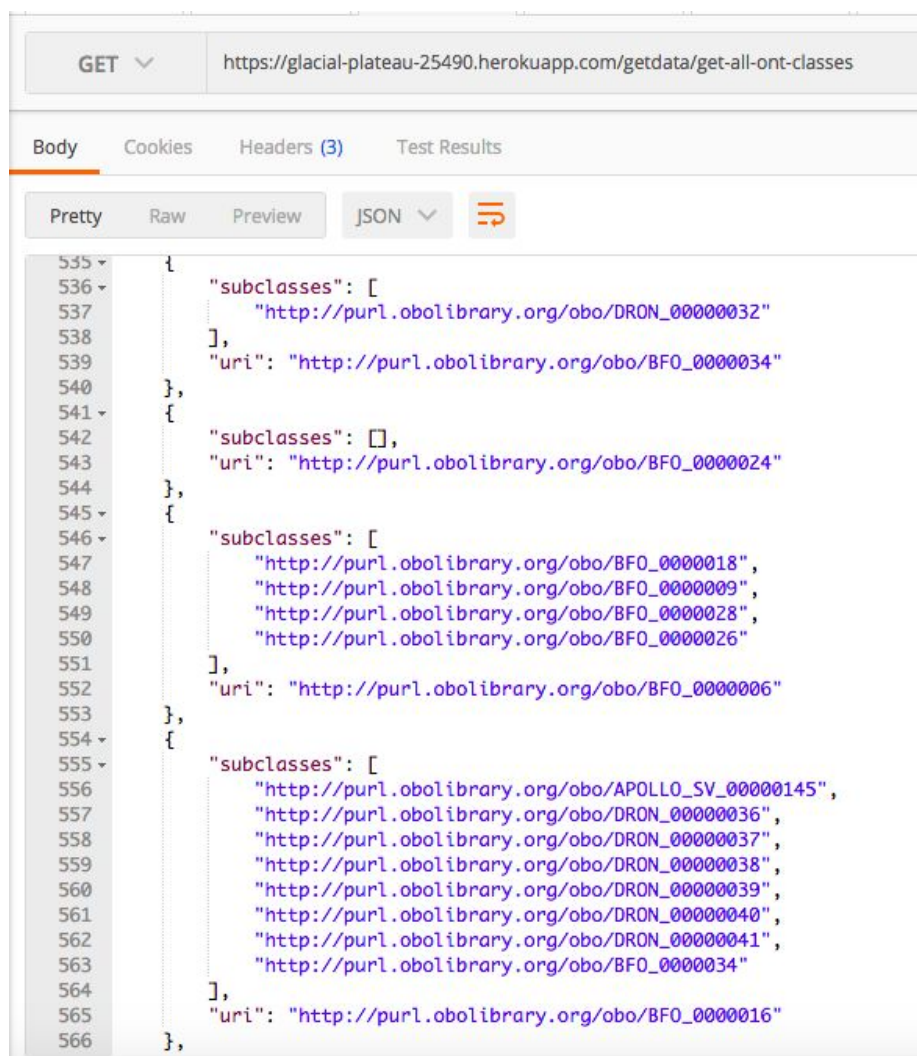 GET https://glacial-plateau-25490.herokuapp.com/getdata/get-all-ont-classes
Body Cookies Headers (3) Test Results
Pretty Raw Preview JSON
535 {
536 "subclasses": [
537 "http://purl.obolibrary.org/obo/DRON_00000032"
538 ],
539 "uri": "http://purl.obolibrary.org/obo/BFO_0000034"
540 },
541 {
542 "subclasses": [],
543 "uri": "http://purl.obolibrary.org/obo/BFO_0000024"
544 },
545 {
546 "subclasses": [
547 "http://purl.obolibrary.org/obo/BFO_0000018",
548 "http://purl.obolibrary.org/obo/BFO_0000009",
549 "http://purl.obolibrary.org/obo/BFO_0000028",
550 "http://purl.obolibrary.org/obo/BFO_0000026"
551 ],
552 "uri": "http://purl.obolibrary.org/obo/BFO_0000006"
553 },
554 {
555 "subclasses": [
556 "http://purl.obolibrary.org/obo/APOLLO_SV_00000145",
557 "http://purl.obolibrary.org/obo/DRON_00000036",
558 "http://purl.obolibrary.org/obo/DRON_00000037",
559 "http://purl.obolibrary.org/obo/DRON_00000038",
560 "http://purl.obolibrary.org/obo/DRON_00000039",
561 "http://purl.obolibrary.org/obo/DRON_00000040",
562 "http://purl.obolibrary.org/obo/DRON_00000041",
563 "http://purl.obolibrary.org/obo/BFO_0000034"
564 ],
565 "uri": "http://purl.obolibrary.org/obo/BFO_0000016"
566 },